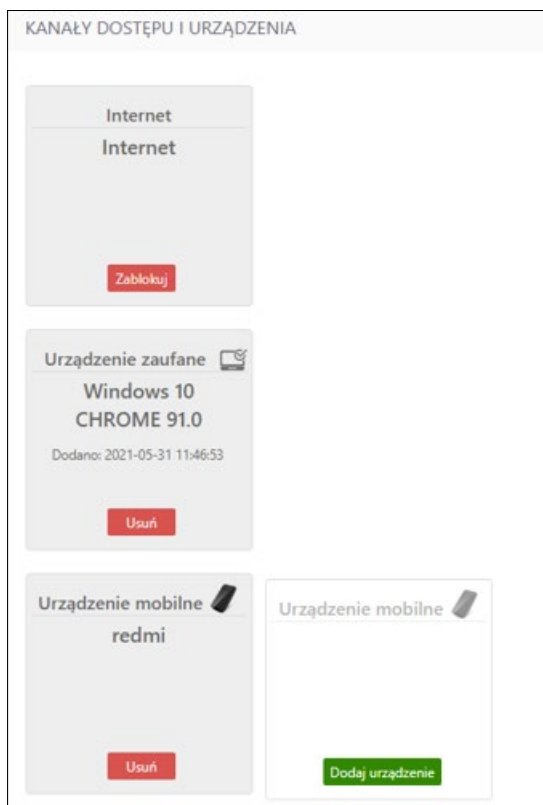 KANAŁY DOSTĘPU I URZĄDZENIA
Internet
Internet
Zablokuj
Urządzenie zaufane
Windows 10
CHROME 91.0
Dodano: 2021-05-31 11:46:53
Usuń
Urządzenie mobilne
redmi
Usuń
Urządzenie mobilne
Dodaj urządzenie